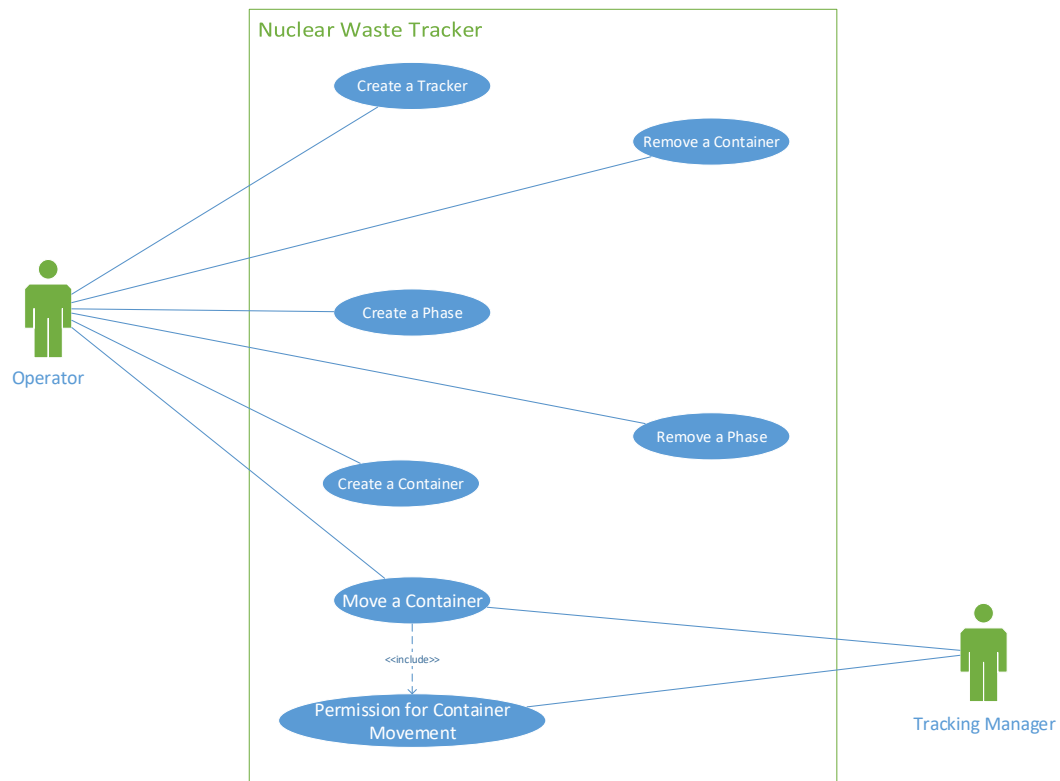 Nuclear Waste Tracker
Create a Tracker
Remove a Container
Create a Phase
Operator
Remove a Phase
Create a Container
Move a Container
<<include>>
Permission for Container
Movement
Tracking Manager